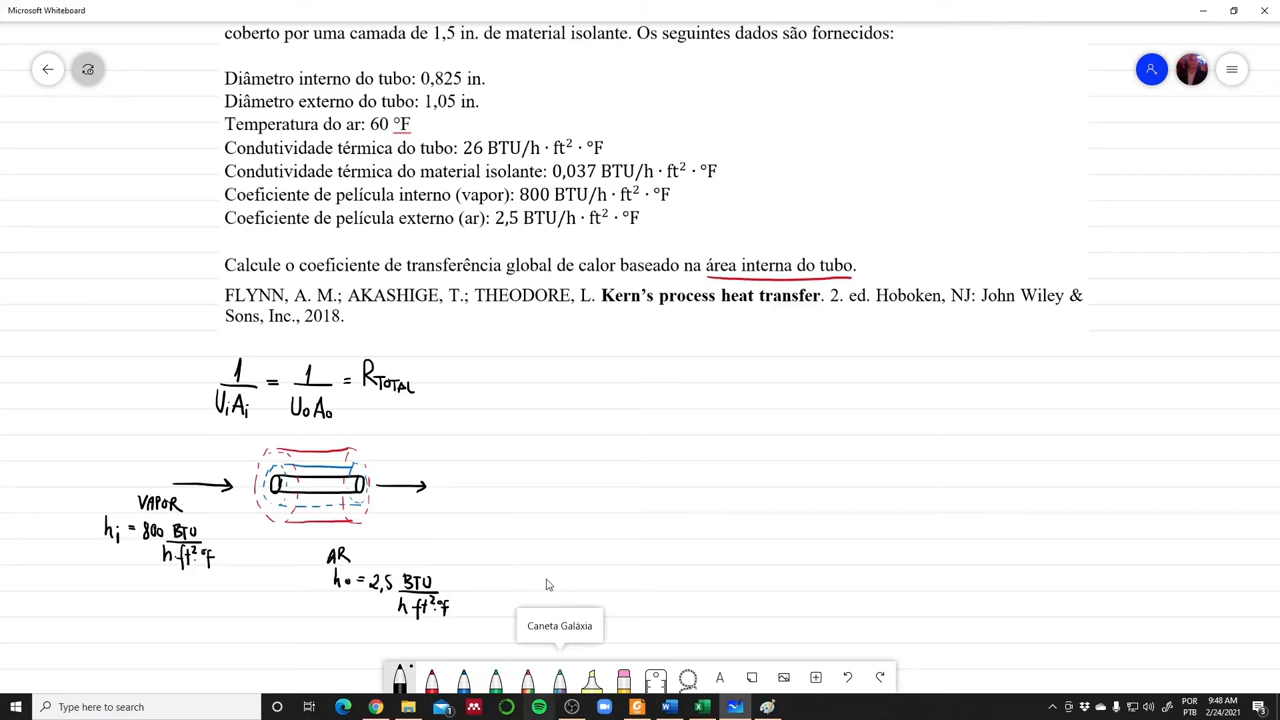 Microsoft Whiteboard
coberto por uma camada de 1,5 in. de material isolante. Os seguintes dados são fornecidos:
Diâmetro interno do tubo: 0,825 in.
Diâmetro externo do tubo: 1,05 in.
Temperatura do ar: 60 °F
Condutividade térmica do tubo: 26 BTU/h · ft² · °F
Condutividade térmica do material isolante: 0,037 BTU/h · ft² · °F
Coeficiente de película interno (vapor): 800 BTU/h · ft² · °F
Coeficiente de película externo (ar): 2,5 BTU/h · ft² · °F
Calcule o coeficiente de transferência global de calor baseado na área interna do tubo.
FLYNN, A. M.; AKASHIGE, T.; THEODORE, L. Kern's process heat transfer. 2. ed. Hoboken, NJ: John Wiley &
Sons, Inc., 2018.
1/UiAi = 1/UoAo = RTOTAL
VAPOR
hi = 800 BTU/h·ft²·°F
AR
ho = 2,5 BTU/h·ft²·°F
Caneta Galáxia
A
Type here to search
POR
PTB
9:48 AM
2/24/2021